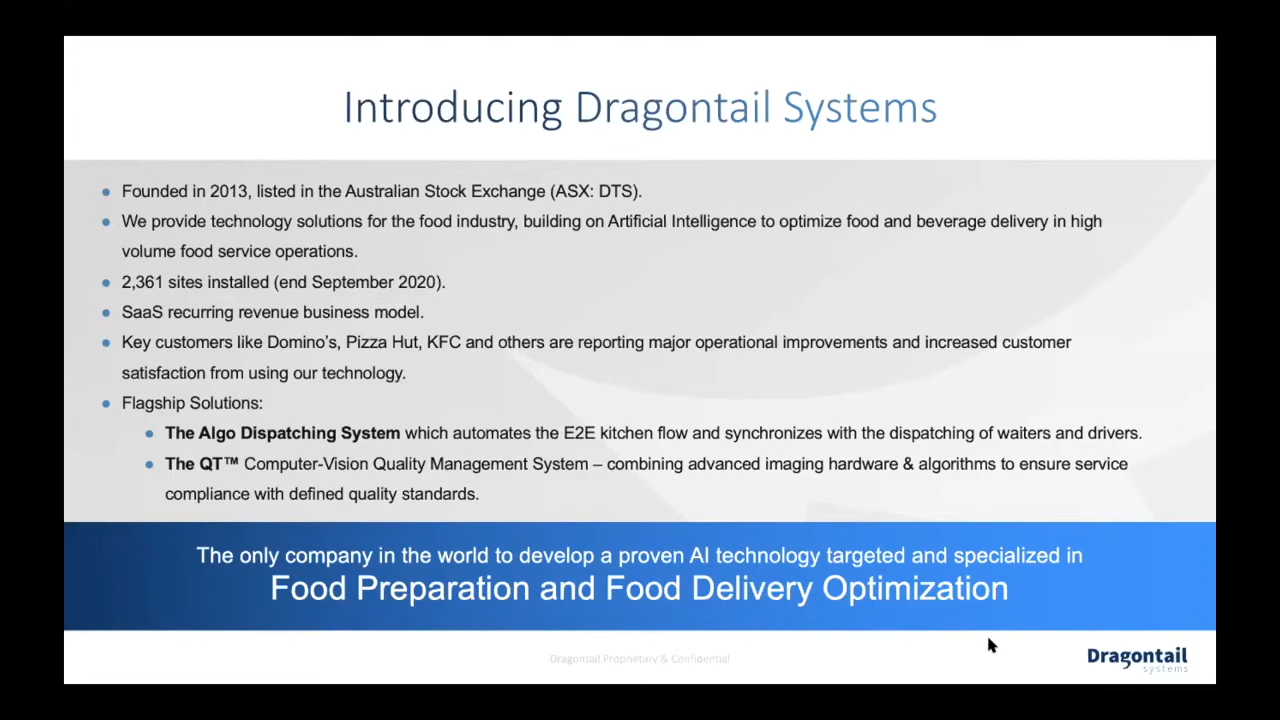 Introducing Dragontail Systems
• Founded in 2013, listed in the Australian Stock Exchange (ASX: DTS).
• We provide technology solutions for the food industry, building on Artificial Intelligence to optimize food and beverage delivery in high
volume food service operations.
• 2,361 sites installed (end September 2020).
• SaaS recurring revenue business model.
• Key customers like Domino’s, Pizza Hut, KFC and others are reporting major operational improvements and increased customer
satisfaction from using our technology.
• Flagship Solutions:
• The Algo Dispatching System which automates the E2E kitchen flow and synchronizes with the dispatching of waiters and drivers.
• The QT™ Computer-Vision Quality Management System – combining advanced imaging hardware & algorithms to ensure service
compliance with defined quality standards.
The only company in the world to develop a proven AI technology targeted and specialized in
Food Preparation and Food Delivery Optimization
Dragontail Proprietary & Confidential
Dragontail
systems